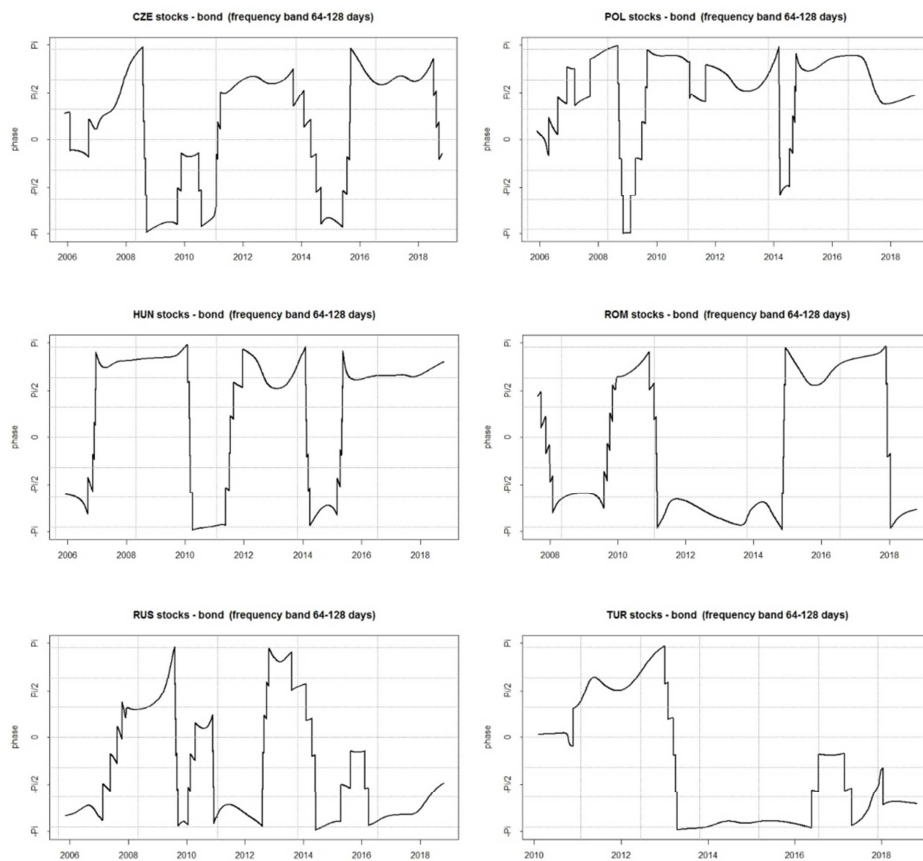 CZE stocks - bond (frequency band 64-128 days)
phase
Pi
Pi/2
0
-Pi/2
-Pi
2006 2008 2010 2012 2014 2016 2018
POL stocks - bond (frequency band 64-128 days)
phase
Pi
Pi/2
0
-Pi/2
-Pi
2006 2008 2010 2012 2014 2016 2018
HUN stocks - bond (frequency band 64-128 days)
phase
Pi
Pi/2
0
-Pi/2
-Pi
2006 2008 2010 2012 2014 2016 2018
ROM stocks - bond (frequency band 64-128 days)
phase
Pi
Pi/2
0
-Pi/2
-Pi
2008 2010 2012 2014 2016 2018
RUS stocks - bond (frequency band 64-128 days)
phase
Pi
Pi/2
0
-Pi/2
-Pi
2006 2008 2010 2012 2014 2016 2018
TUR stocks - bond (frequency band 64-128 days)
phase
Pi
Pi/2
0
-Pi/2
-Pi
2010 2012 2014 2016 2018